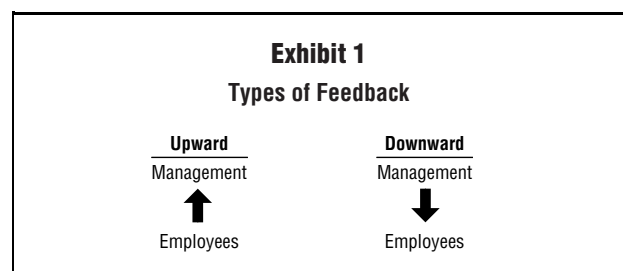 Exhibit 1
Types of Feedback
Upward Downward
Management Management
Employees Employees